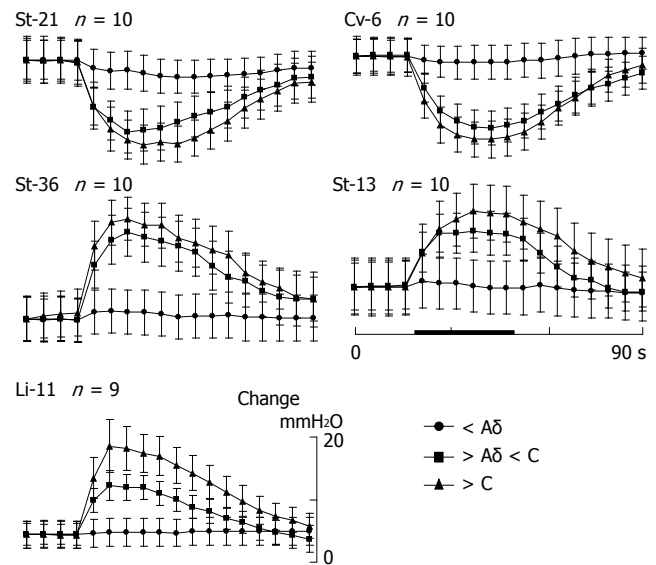 St-21 n = 10
Cv-6 n = 10
St-36 n = 10
St-13 n = 10
0 90 s
Li-11 n = 9
Change
mmH₂O
20
0
< Aδ
> Aδ < C
> C